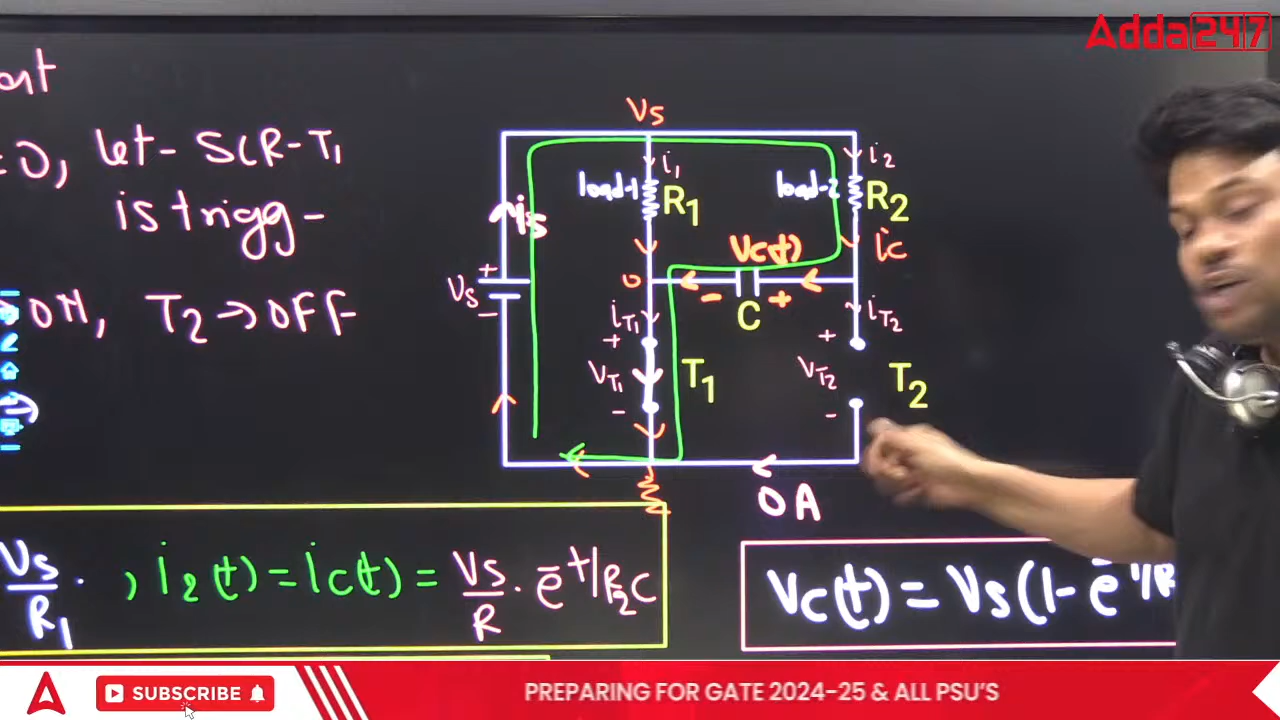 Adda247
at
=0, let- SCR-T1
is trigg-
ON, T2→OFF
Vs
i1
load-1
R1
i2
load-2
R2
is
Vc(t)
ic
0
- +
C
+
Vs
-
iT1
+
VT1
-
T1
iT2
+
VT2
-
T2
0A
Vs/R1 , i2(t)=ic(t)= Vs/R . e^-t/R2C
Vc(t) = Vs(1- e^-t/R
SUBSCRIBE
PREPARING FOR GATE 2024-25 & ALL PSU'S